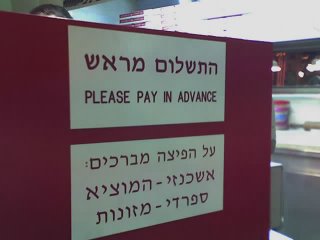 התשלום מראש
PLEASE PAY IN ADVANCE
על הפיצה מברכים:
אשכנזי-המוציא
ספרדי-מזונות